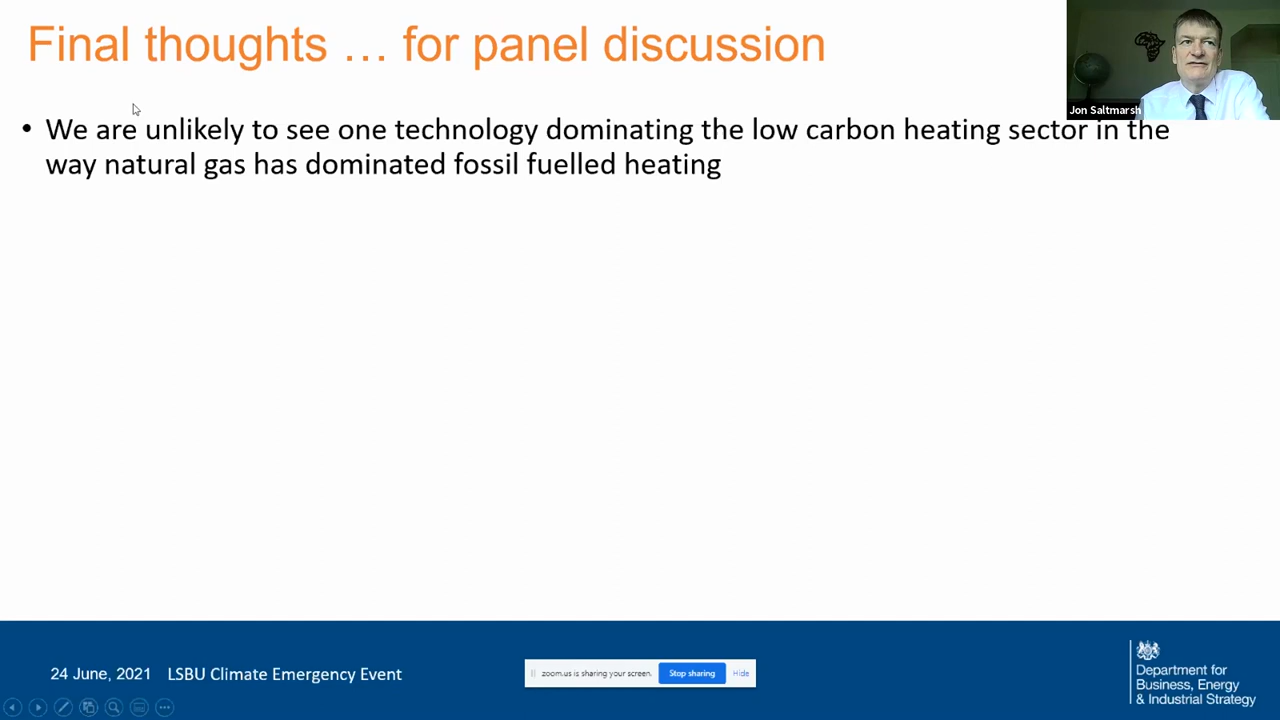 Final thoughts … for panel discussion
Jon Saltmarsh
• We are unlikely to see one technology dominating the low carbon heating sector in the
way natural gas has dominated fossil fuelled heating
24 June, 2021 LSBU Climate Emergency Event
zoom.us is sharing your screen. Stop sharing Hide
Department for
Business, Energy
& Industrial Strategy